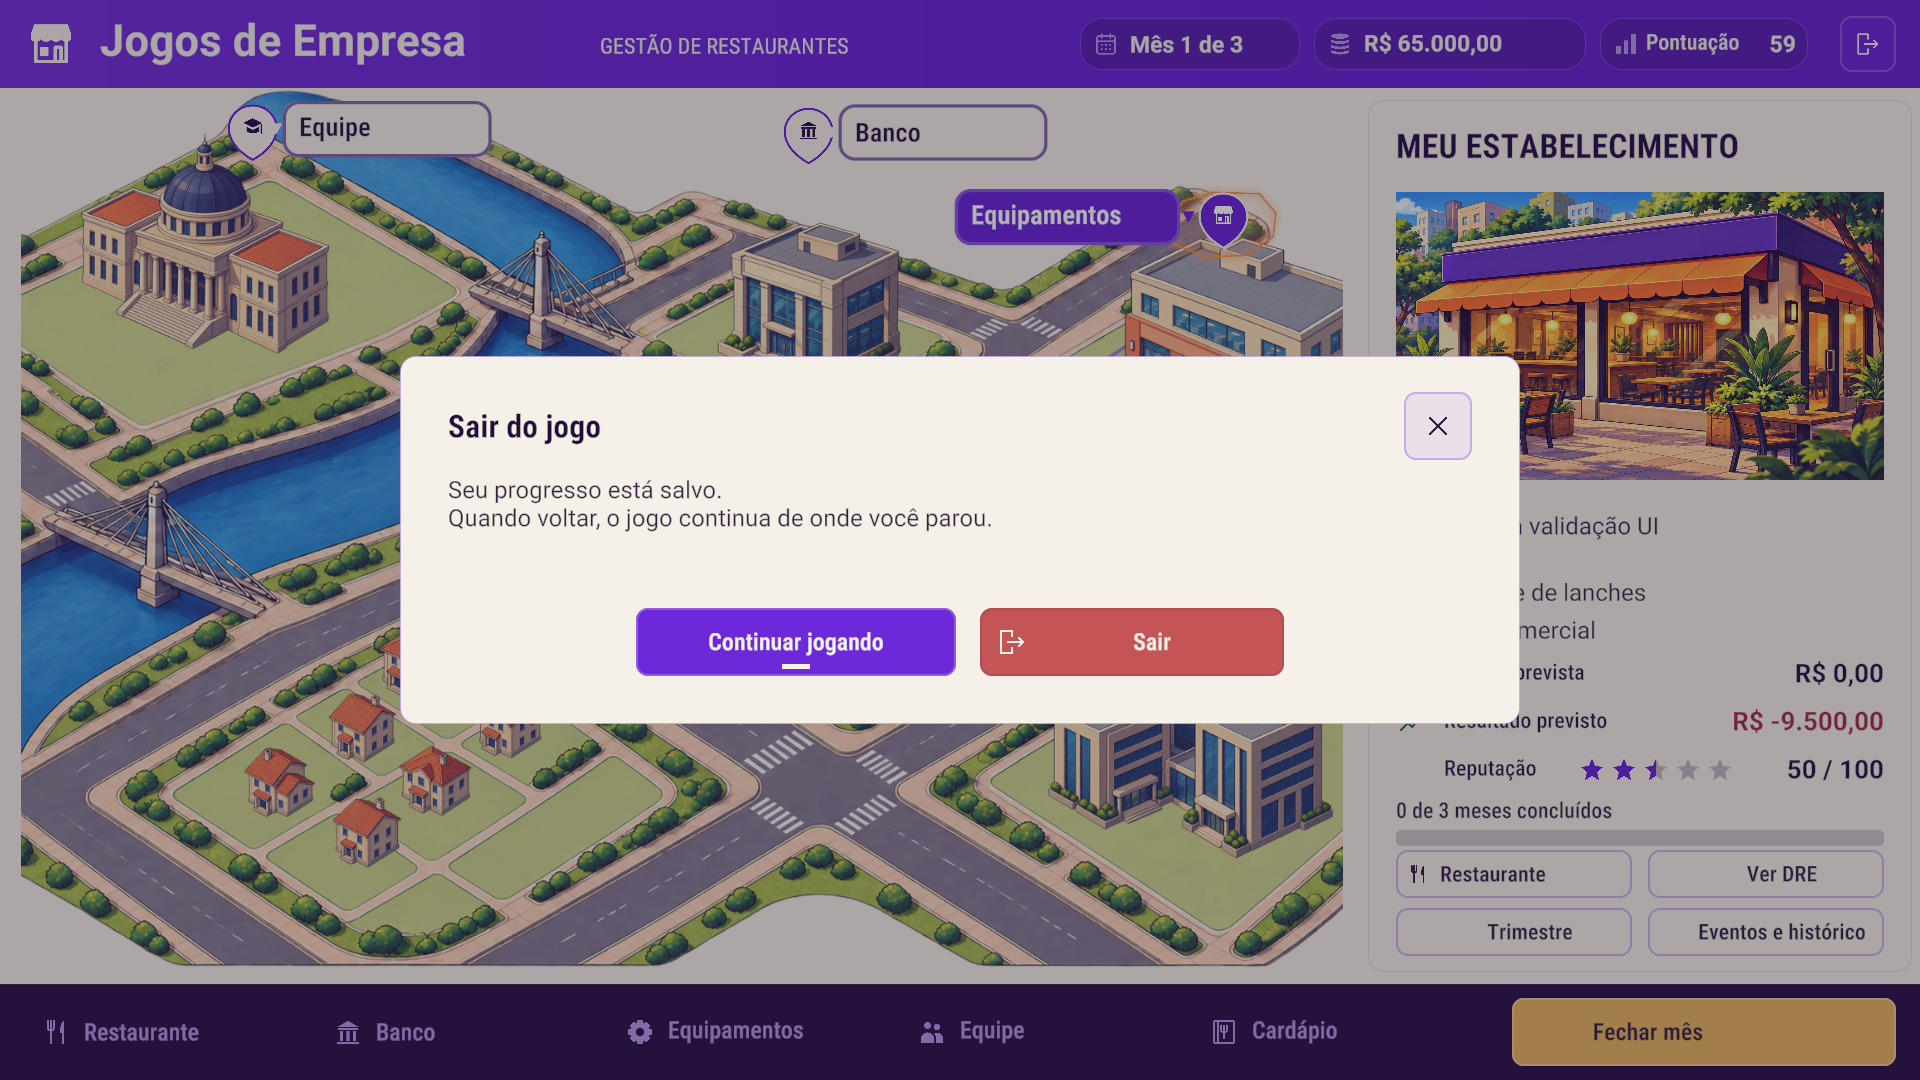 Jogos de Empresa
GESTÃO DE RESTAURANTES
Mês 1 de 3
R$ 65.000,00
Pontuação 59
Equipe
Banco
Equipamentos
MEU ESTABELECIMENTO
Sair do jogo
Seu progresso está salvo.
Quando voltar, o jogo continua de onde você parou.
Continuar jogando
Sair
validação UI
de lanches
R$ 0,00
Resultado previsto R$ -9.500,00
Reputação 50 / 100
0 de 3 meses concluídos
Restaurante
Ver DRE
Trimestre
Eventos e histórico
Restaurante
Banco
Equipamentos
Equipe
Cardápio
Fechar mês